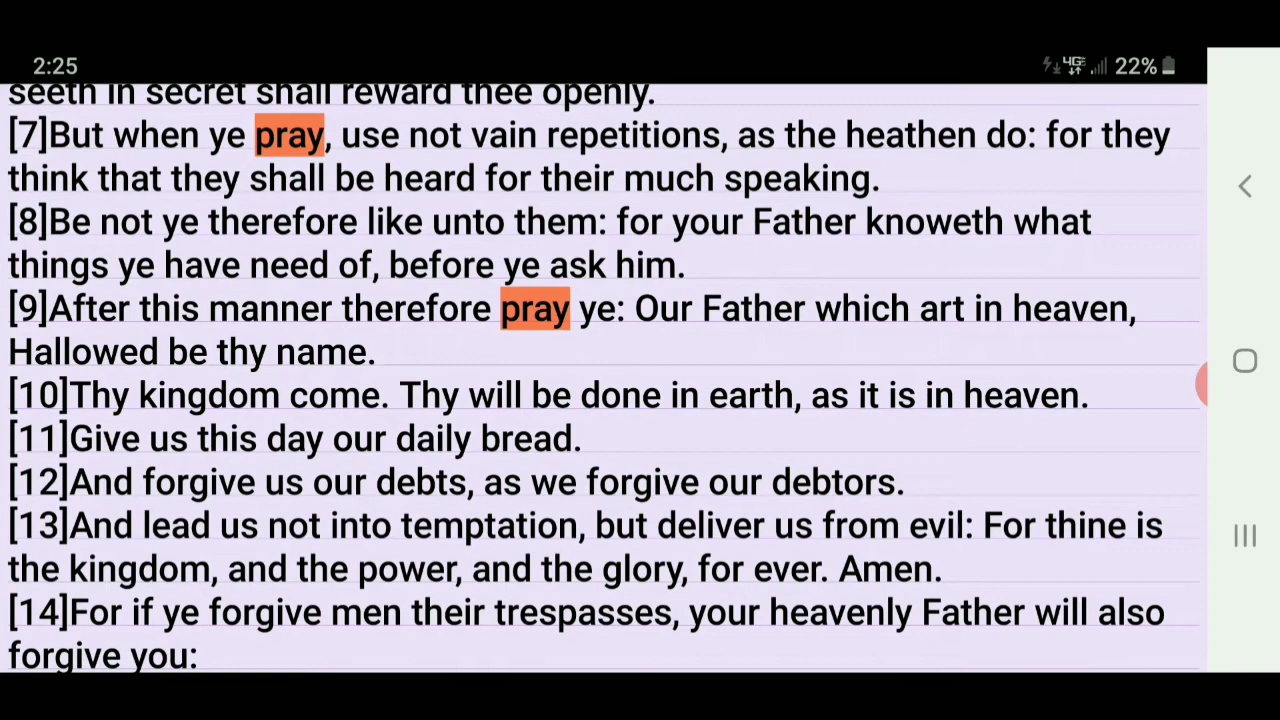 2:25
4GE
22%
seeth in secret shall reward thee openly.
[7]But when ye pray, use not vain repetitions, as the heathen do: for they
think that they shall be heard for their much speaking.
[8]Be not ye therefore like unto them: for your Father knoweth what
things ye have need of, before ye ask him.
[9]After this manner therefore pray ye: Our Father which art in heaven,
Hallowed be thy name.
[10]Thy kingdom come. Thy will be done in earth, as it is in heaven.
[11]Give us this day our daily bread.
[12]And forgive us our debts, as we forgive our debtors.
[13]And lead us not into temptation, but deliver us from evil: For thine is
the kingdom, and the power, and the glory, for ever. Amen.
[14]For if ye forgive men their trespasses, your heavenly Father will also
forgive you: